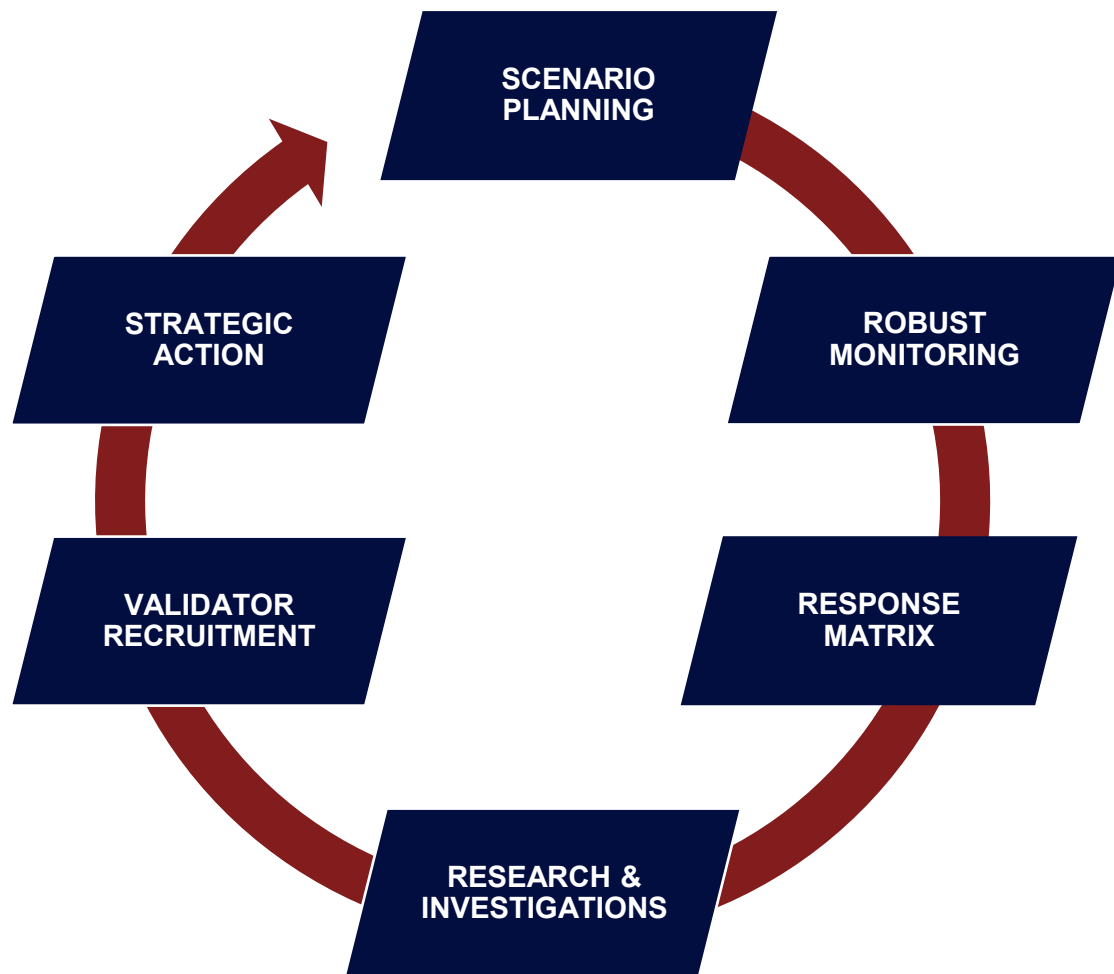 SCENARIO
PLANNING
ROBUST
MONITORING
RESPONSE
MATRIX
RESEARCH &
INVESTIGATIONS
VALIDATOR
RECRUITMENT
STRATEGIC
ACTION